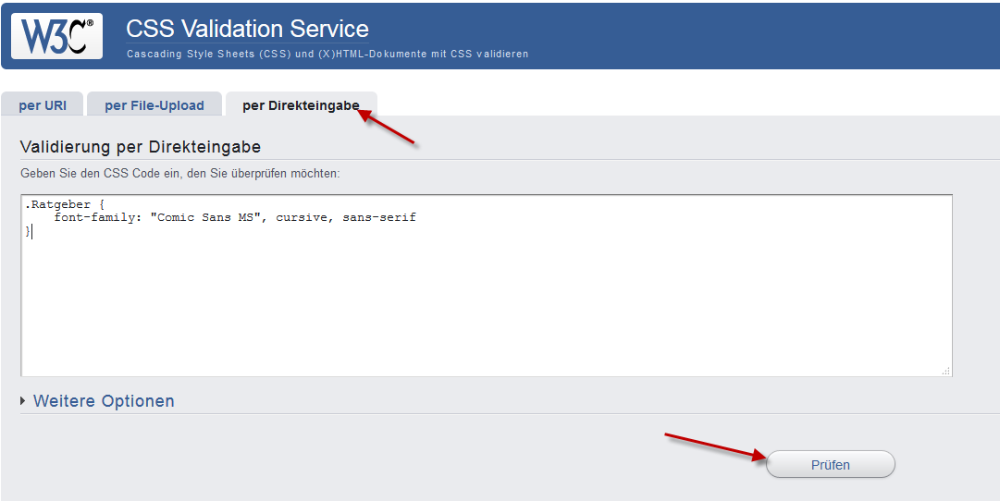 W3C® CSS Validation Service
Cascading Style Sheets (CSS) und (X)HTML-Dokumente mit CSS validieren
per URI per File-Upload per Direkteingabe
Validierung per Direkteingabe
Geben Sie den CSS Code ein, den Sie überprüfen möchten:
.Ratgeber {
    font-family: "Comic Sans MS", cursive, sans-serif
}
Weitere Optionen
Prüfen